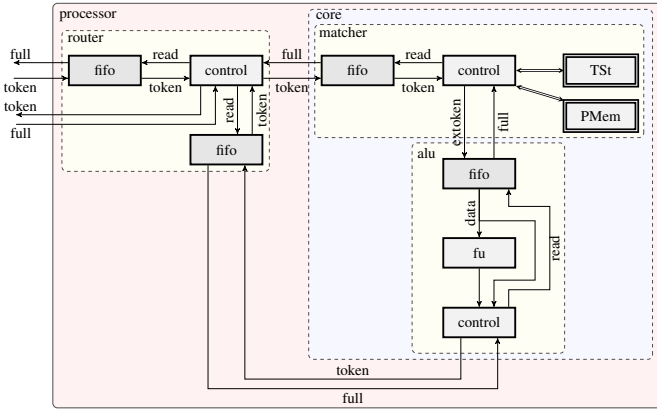 processor
core
router
matcher
full
read
full
read
fifo
control
fifo
control
TSt
token
token
token
token
token
full
read
token
PMem
extoken
full
fifo
alu
fifo
data
fu
read
control
token
full